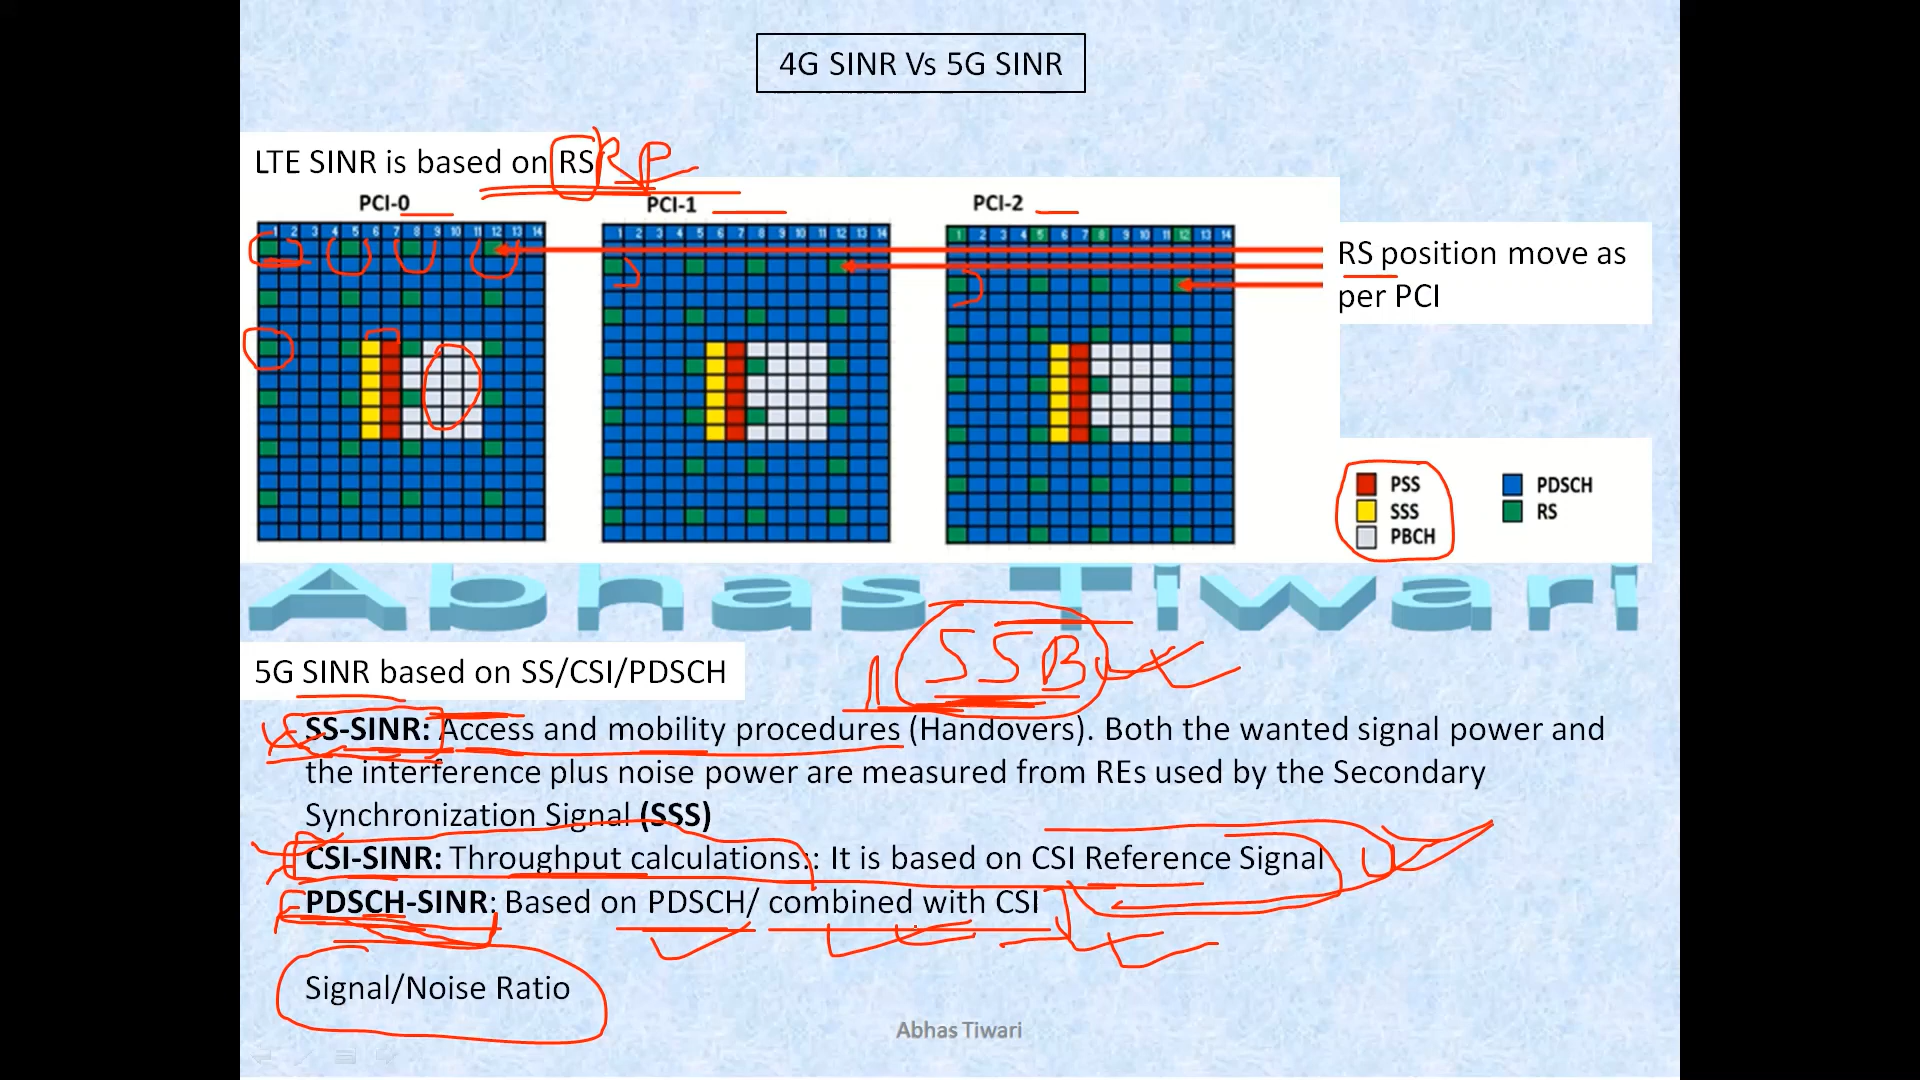 4G SINR Vs 5G SINR
LTE SINR is based on RSRP
PCI-0 PCI-1 PCI-2
1 2 3 4 5 6 7 8 9 10 11 12 13 14 1 2 3 4 5 6 7 8 9 10 11 12 13 14 1 2 3 4 5 6 7 8 9 10 11 12 13 14
RS position move as
per PCI
PSS PDSCH
SSS RS
PBCH
Abhas Tiwari
SSB
5G SINR based on SS/CSI/PDSCH
SS-SINR: Access and mobility procedures (Handovers). Both the wanted signal power and
the interference plus noise power are measured from REs used by the Secondary
Synchronization Signal (SSS)
CSI-SINR: Throughput calculations:: It is based on CSI Reference Signal
PDSCH-SINR: Based on PDSCH/ combined with CSI
Signal/Noise Ratio
Abhas Tiwari